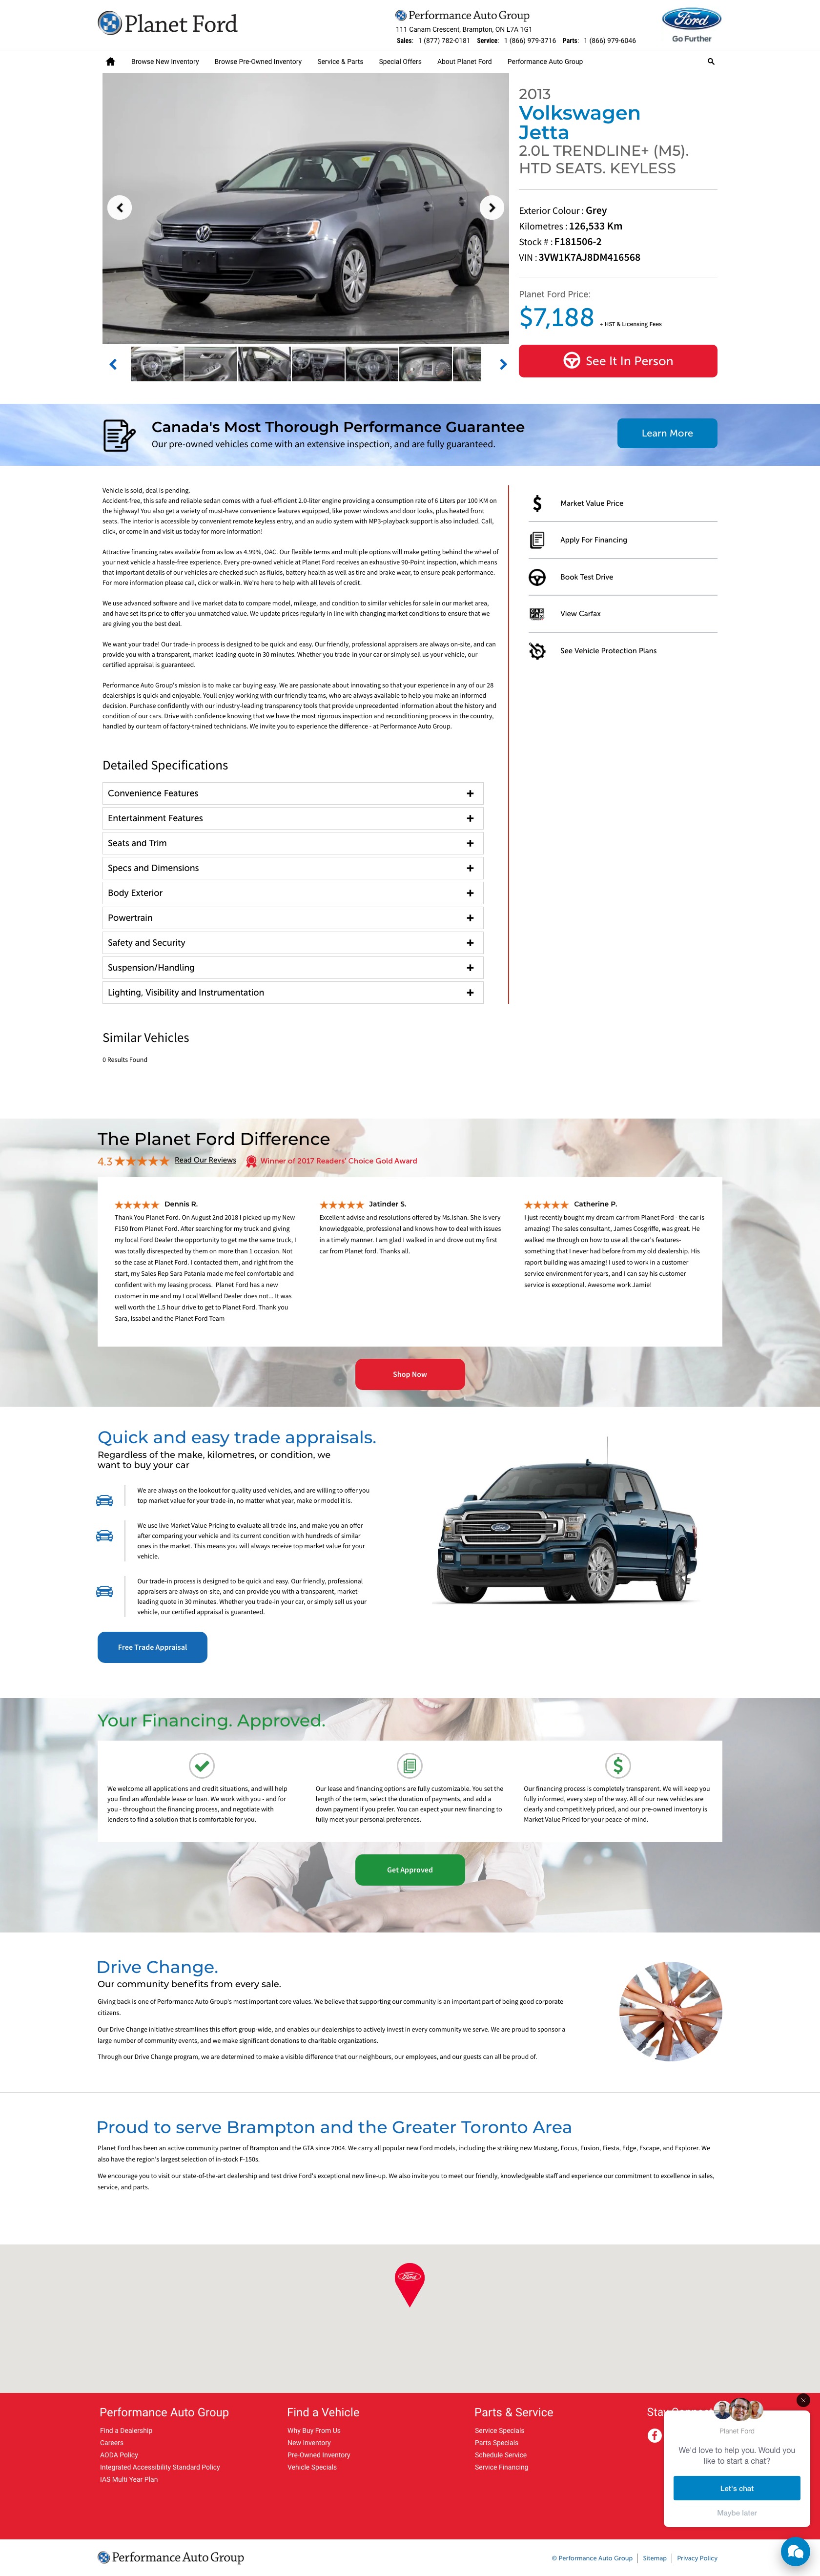 Planet Ford
Performance Auto Group
111 Canam Crescent, Brampton, ON L7A 1G1
Sales: 1 (877) 782-0181 Service: 1 (866) 979-3716 Parts: 1 (866) 979-6046
Ford
Go Further
Browse New Inventory Browse Pre-Owned Inventory Service & Parts Special Offers About Planet Ford Performance Auto Group
2013
Volkswagen
Jetta
2.0L TRENDLINE+ (M5).
HTD SEATS. KEYLESS
Exterior Colour : Grey
Kilometres : 126,533 Km
Stock # : F181506-2
VIN : 3VW1K7AJ8DM416568
Planet Ford Price:
$7,188 + HST & Licensing Fees
See It In Person
Canada's Most Thorough Performance Guarantee
Our pre-owned vehicles come with an extensive inspection, and are fully guaranteed.
Learn More
Vehicle is sold, deal is pending.
Accident-free, this safe and reliable sedan comes with a fuel-efficient 2.0-liter engine providing a consumption rate of 6 Liters per 100 KM on
the highway! You also get a variety of must-have convenience features equipped, like power windows and door looks, plus heated front
seats. The interior is accessible by convenient remote keyless entry, and an audio system with MP3-playback support is also included. Call,
click, or come in and visit us today for more information!
Attractive financing rates available from as low as 4.99%, OAC. Our flexible terms and multiple options will make getting behind the wheel of
your next vehicle a hassle-free experience. Every pre-owned vehicle at Planet Ford receives an exhaustive 90-Point inspection, which means
that important details of our vehicles are checked such as fluids, battery health as well as tire and brake wear, to ensure peak performance.
For more information please call, click or walk-in. We're here to help with all levels of credit.
We use advanced software and live market data to compare model, mileage, and condition to similar vehicles for sale in our market area,
and have set its price to offer you unmatched value. We update prices regularly in line with changing market conditions to ensure that we
are giving you the best deal.
We want your trade! Our trade-in process is designed to be quick and easy. Our friendly, professional appraisers are always on-site, and can
provide you with a transparent, market-leading quote in 30 minutes. Whether you trade-in your car or simply sell us your vehicle, our
certified appraisal is guaranteed.
Performance Auto Group's mission is to make car buying easy. We are passionate about innovating so that your experience in any of our 28
dealerships is quick and enjoyable. Youll enjoy working with our friendly teams, who are always available to help you make an informed
decision. Purchase confidently with our industry-leading transparency tools that provide unprecedented information about the history and
condition of our cars. Drive with confidence knowing that we have the most rigorous inspection and reconditioning process in the country,
handled by our team of factory-trained technicians. We invite you to experience the difference - at Performance Auto Group.
Market Value Price
Apply For Financing
Book Test Drive
View Carfax
See Vehicle Protection Plans
Detailed Specifications
Convenience Features
Entertainment Features
Seats and Trim
Specs and Dimensions
Body Exterior
Powertrain
Safety and Security
Suspension/Handling
Lighting, Visibility and Instrumentation
Similar Vehicles
0 Results Found
The Planet Ford Difference
4.3 Read Our Reviews Winner of 2017 Readers' Choice Gold Award
Dennis R.
Thank You Planet Ford. On August 2nd 2018 I picked up my New
F150 from Planet Ford. After searching for my truck and giving
my local Ford Dealer the opportunity to get me the same truck, I
was totally disrespected by them on more than 1 occasion. Not
so the case at Planet Ford. I contacted them, and right from the
start, my Sales Rep Sara Patania made me feel comfortable and
confident with my leasing process. Planet Ford has a new
customer in me and my Local Welland Dealer does not... It was
well worth the 1.5 hour drive to get to Planet Ford. Thank you
Sara, Issabel and the Planet Ford Team
Jatinder S.
Excellent advise and resolutions offered by Ms.Ishan. She is very
knowledgeable, professional and knows how to deal with issues
in a timely manner. I am glad I walked in and drove out my first
car from Planet ford. Thanks all.
Catherine P.
I just recently bought my dream car from Planet Ford - the car is
amazing! The sales consultant, James Cosgriffe, was great. He
walked me through on how to use all the car's features-
something that I never had before from my old dealership. His
raport building was amazing! I used to work in a customer
service environment for years, and I can say his customer
service is exceptional. Awesome work Jamie!
Shop Now
Quick and easy trade appraisals.
Regardless of the make, kilometres, or condition, we
want to buy your car
We are always on the lookout for quality used vehicles, and are willing to offer you
top market value for your trade-in, no matter what year, make or model it is.
We use live Market Value Pricing to evaluate all trade-ins, and make you an offer
after comparing your vehicle and its current condition with hundreds of similar
ones in the market. This means you will always receive top market value for your
vehicle.
Our trade-in process is designed to be quick and easy. Our friendly, professional
appraisers are always on-site, and can provide you with a transparent, market-
leading quote in 30 minutes. Whether you trade-in your car, or simply sell us your
vehicle, our certified appraisal is guaranteed.
Free Trade Appraisal
Your Financing. Approved.
We welcome all applications and credit situations, and will help
you find an affordable lease or loan. We work with you - and for
you - throughout the financing process, and negotiate with
lenders to find a solution that is comfortable for you.
Our lease and financing options are fully customizable. You set the
length of the term, select the duration of payments, and add a
down payment if you prefer. You can expect your new financing to
fully meet your personal preferences.
Our financing process is completely transparent. We will keep you
fully informed, every step of the way. All of our new vehicles are
clearly and competitively priced, and our pre-owned inventory is
Market Value Priced for your peace-of-mind.
Get Approved
Drive Change.
Our community benefits from every sale.
Giving back is one of Performance Auto Group's most important core values. We believe that supporting our community is an important part of being good corporate
citizens.
Our Drive Change initiative streamlines this effort group-wide, and enables our dealerships to actively invest in every community we serve. We are proud to sponsor a
large number of community events, and we make significant donations to charitable organizations.
Through our Drive Change program, we are determined to make a visible difference that our neighbours, our employees, and our guests can all be proud of.
Proud to serve Brampton and the Greater Toronto Area
Planet Ford has been an active community partner of Brampton and the GTA since 2004. We carry all popular new Ford models, including the striking new Mustang, Focus, Fusion, Fiesta, Edge, Escape, and Explorer. We
also have the region's largest selection of in-stock F-150s.
We encourage you to visit our state-of-the-art dealership and test drive Ford's exceptional new line-up. We also invite you to meet our friendly, knowledgeable staff and experience our commitment to excellence in sales,
service, and parts.
Ford
Performance Auto Group
Find a Dealership
Careers
AODA Policy
Integrated Accessibility Standard Policy
IAS Multi Year Plan
Find a Vehicle
Why Buy From Us
New Inventory
Pre-Owned Inventory
Vehicle Specials
Parts & Service
Service Specials
Parts Specials
Schedule Service
Service Financing
Stay
Planet Ford
We'd love to help you. Would you
like to start a chat?
Let's chat
Maybe later
Performance Auto Group
© Performance Auto Group Sitemap Privacy Policy